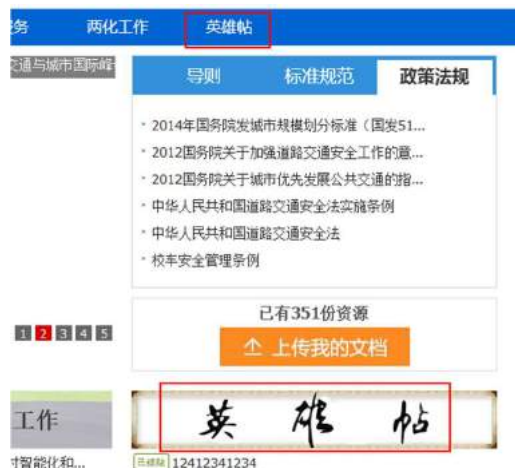 务 两化工作 英雄帖
交通与城市国际峰
导则 标准规范 政策法规
2014年国务院发城市规模划分标准（国发51...
2012国务院关于加强道路交通安全工作的意...
2012国务院关于城市优先发展公共交通的指...
中华人民共和国道路交通安全法实施条例
中华人民共和国道路交通安全法
校车安全管理条例
已有351份资源
1 2 3 4 5
上传我的文档
工作
英雄帖
时智能化和...
12412341234